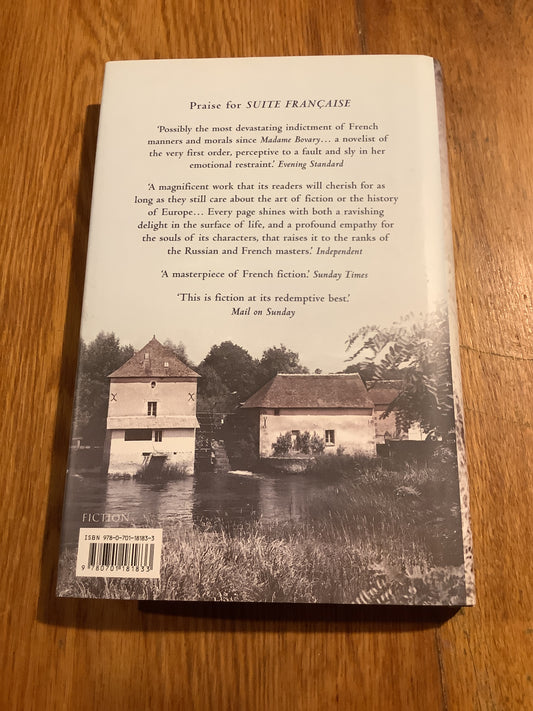 Praise for SUITE FRANÇAISE
‘Possibly the most devastating indictment of French
manners and morals since Madame Bovary… a novelist of
the very first order, perceptive to a fault and sly in her
emotional restraint.’ Evening Standard
‘A magnificent work that its readers will cherish for as
long as they still care about the art of fiction or the history
of Europe… Every page shines with both a ravishing
delight in the surface of life, and a profound empathy for
the souls of its characters, that raises it to the ranks of
the Russian and French masters.’ Independent
‘A masterpiece of French fiction.’ Sunday Times
‘This is fiction at its redemptive best.’
Mail on Sunday
FICTION
ISBN 978-0-701-18183-3
9 780701 181833